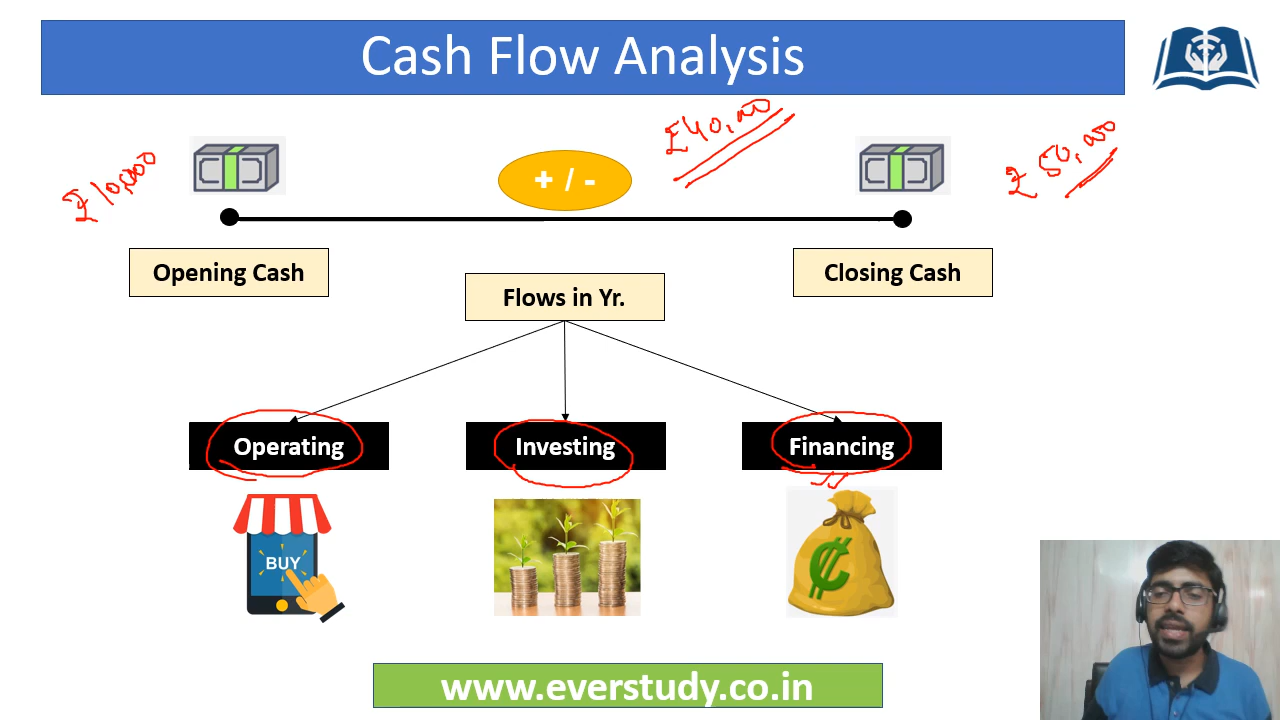 Cash Flow Analysis
₹10,000
+ / -
₹40,000
₹50,000
Opening Cash
Closing Cash
Flows in Yr.
Operating
Investing
Financing
BUY
₵
www.everstudy.co.in